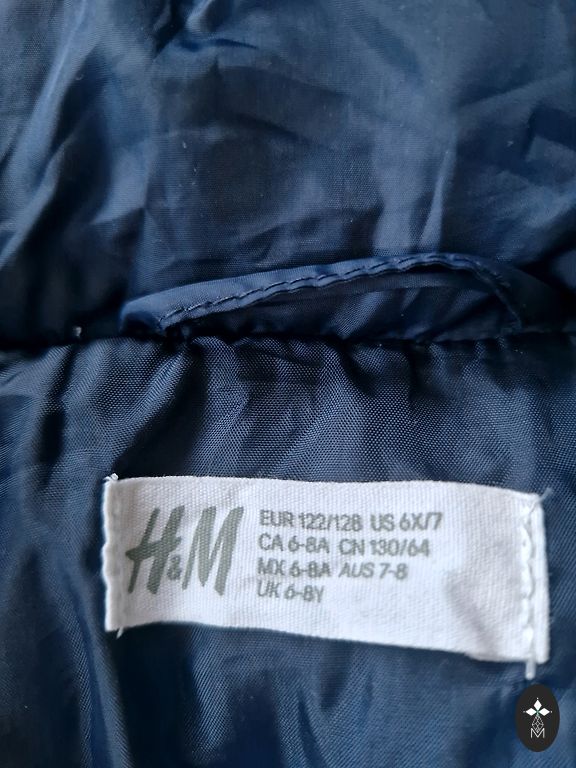 H&M
EUR 122/128 US 6X/7
CA 6-8A CN 130/64
MX 6-8A AUS 7-8
UK 6-8Y
M